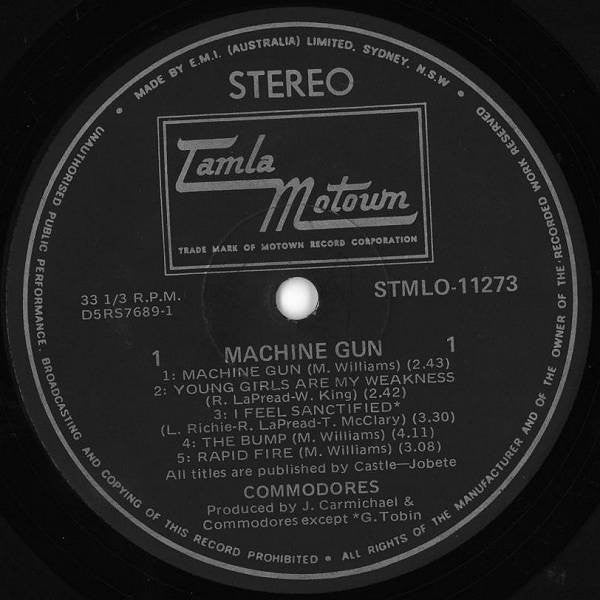 • MADE BY E.M.I. (AUSTRALIA) LIMITED. SYDNEY, N.S.W •
UNAUTHORISED PUBLIC PERFORMANCE. BROADCASTING AND COPYING OF THIS RECORD PROHIBITED • ALL RIGHTS OF THE MANUFACTURER AND OF THE OWNER OF THE RECORDED WORK RESERVED
STEREO
Tamla
Motown
TRADE MARK OF MOTOWN RECORD CORPORATION
33 1/3 R.P.M.
D5RS7689-1
STMLO-11273
1 MACHINE GUN 1
1: MACHINE GUN (M. Williams) (2.43)
2: YOUNG GIRLS ARE MY WEAKNESS
(R. LaPread-W. King) (2.42)
3: I FEEL SANCTIFIED*
(L. Richie-R. LaPread-T. McClary) (3.30)
4: THE BUMP (M. Williams) (4.11)
5: RAPID FIRE (M. Williams) (3.08)
All titles are published by Castle—Jobete
COMMODORES
Produced by J. Carmichael &
Commodores except *G. Tobin